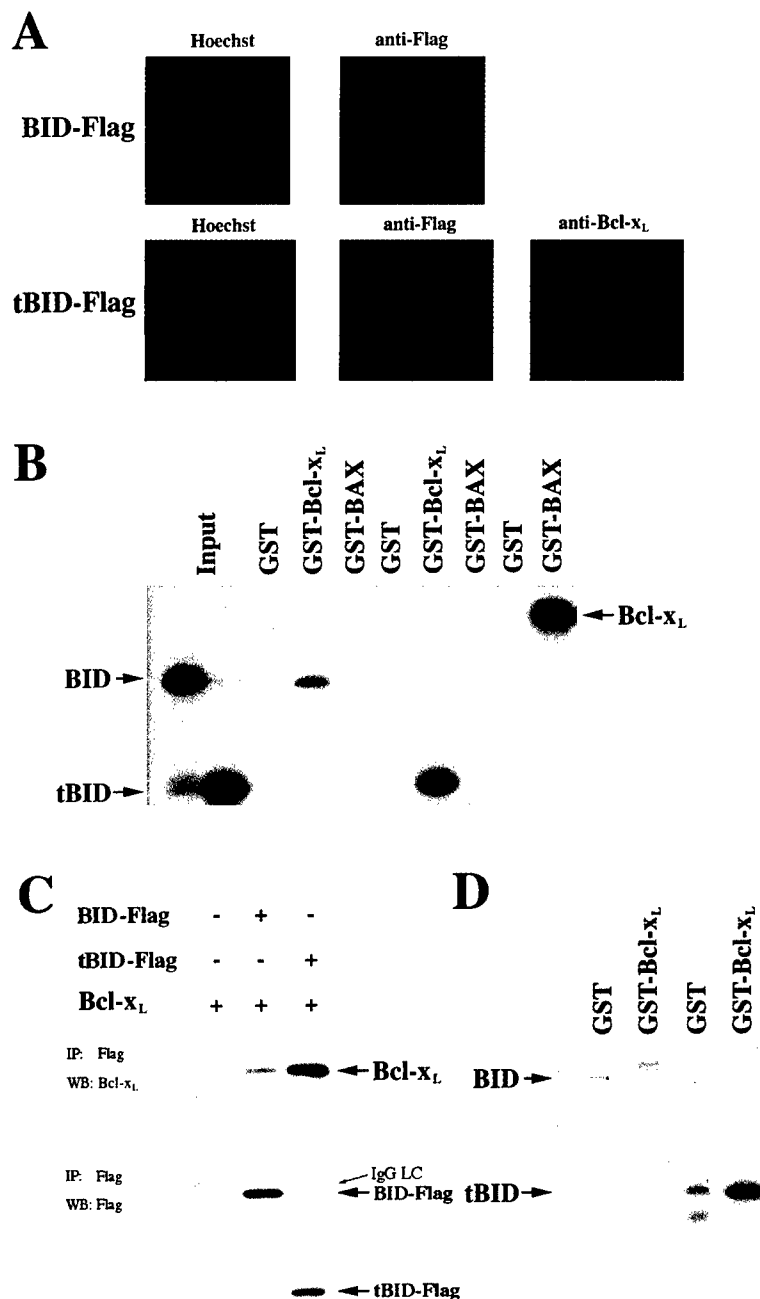 A
Hoechst anti-Flag
BID-Flag
Hoechst anti-Flag anti-Bcl-xL
tBID-Flag
B
Input GST GST-Bcl-xL GST-BAX GST GST-Bcl-xL GST-BAX GST GST-BAX
Bcl-xL
BID
tBID
C
BID-Flag - + -
tBID-Flag - - +
Bcl-xL + + +
IP: Flag
WB: Bcl-xL
Bcl-xL
IP: Flag
WB: Flag
IgG LC
BID-Flag
tBID-Flag
D
GST GST-Bcl-xL GST GST-Bcl-xL
BID
tBID